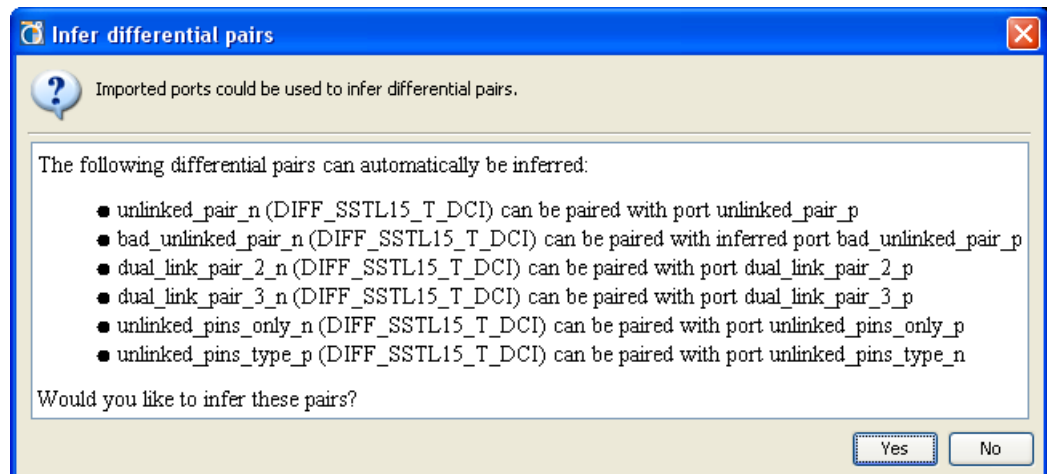 Infer differential pairs
Imported ports could be used to infer differential pairs.
The following differential pairs can automatically be inferred:
● unlinked_pair_n (DIFF_SSTL15_T_DCI) can be paired with port unlinked_pair_p
● bad_unlinked_pair_n (DIFF_SSTL15_T_DCI) can be paired with inferred port bad_unlinked_pair_p
● dual_link_pair_2_n (DIFF_SSTL15_T_DCI) can be paired with port dual_link_pair_2_p
● dual_link_pair_3_n (DIFF_SSTL15_T_DCI) can be paired with port dual_link_pair_3_p
● unlinked_pins_only_n (DIFF_SSTL15_T_DCI) can be paired with port unlinked_pins_only_p
● unlinked_pins_type_p (DIFF_SSTL15_T_DCI) can be paired with port unlinked_pins_type_n
Would you like to infer these pairs?
Yes No